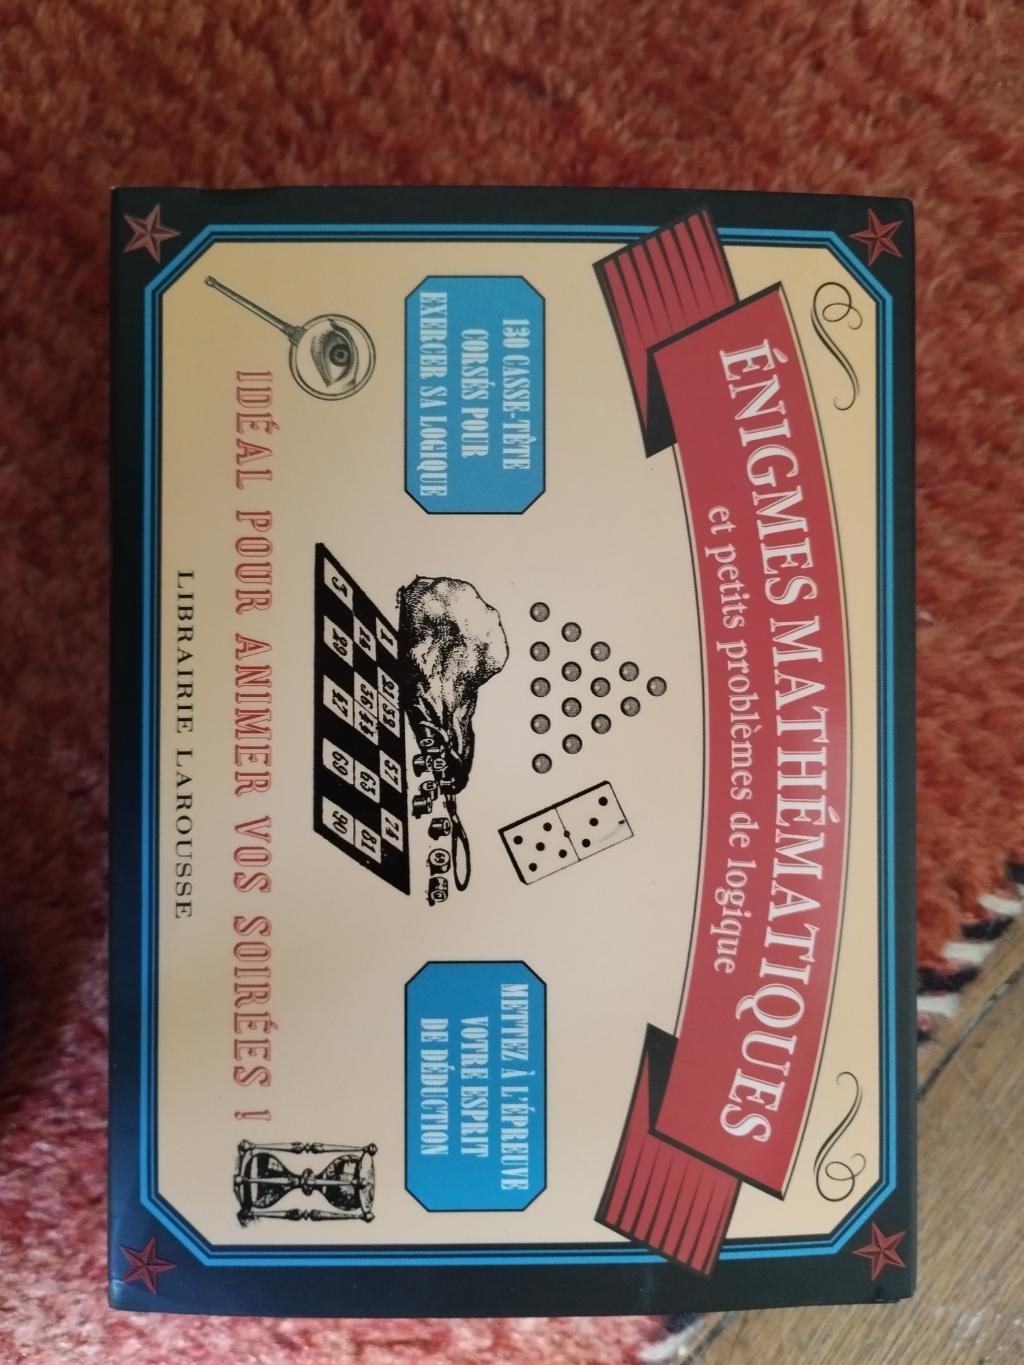 ÉNIGMES MATHÉMATIQUES
et petits problèmes de logique
130 CASSE-TÊTE
CORSÉS POUR
EXERCER SA LOGIQUE
METTEZ À L'ÉPREUVE
VOTRE ESPRIT
DE DÉDUCTION
IDÉAL POUR ANIMER VOS SOIRÉES !
LIBRAIRIE LAROUSSE